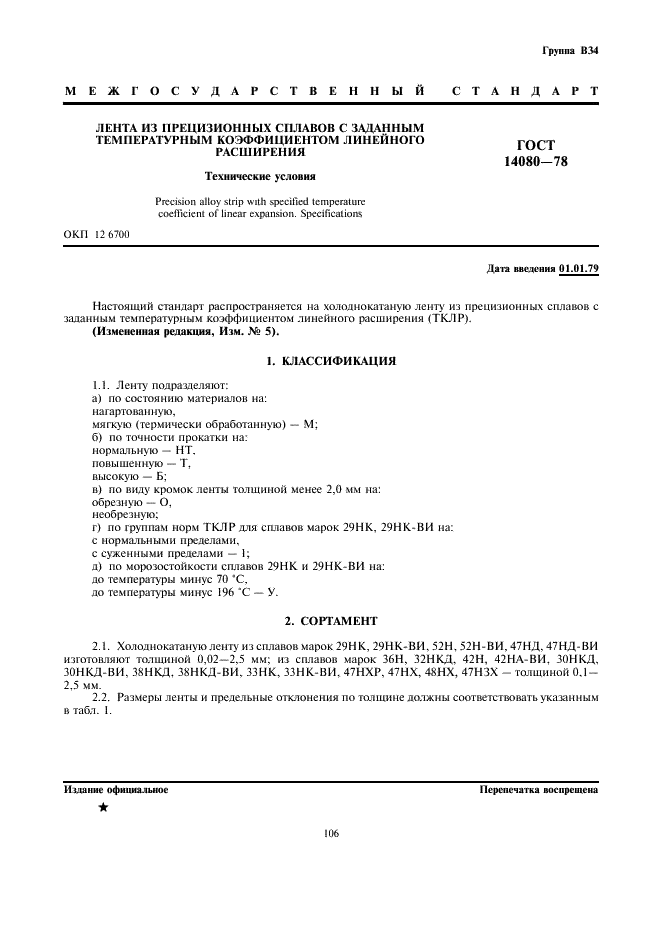 Группа В34
МЕЖГОСУДАРСТВЕННЫЙ СТАНДАРТ
ЛЕНТА ИЗ ПРЕЦИЗИОННЫХ СПЛАВОВ С ЗАДАННЫМ
ТЕМПЕРАТУРНЫМ КОЭФФИЦИЕНТОМ ЛИНЕЙНОГО
РАСШИРЕНИЯ
Технические условия
Precision alloy strip with specified temperature
coefficient of linear expansion. Specifications
ГОСТ
14080—78
ОКП 12 6700
Дата введения 01.01.79
Настоящий стандарт распространяется на холоднокатаную ленту из прецизионных сплавов с
заданным температурным коэффициентом линейного расширения (ТКЛР).
(Измененная редакция, Изм. № 5).
1. КЛАССИФИКАЦИЯ
1.1. Ленту подразделяют:
а) по состоянию материалов на:
нагартованную,
мягкую (термически обработанную) — М;
б) по точности прокатки на:
нормальную — НТ,
повышенную — Т,
высокую — Б;
в) по виду кромок ленты толщиной менее 2,0 мм на:
обрезную — О,
необрезную;
г) по группам норм ТКЛР для сплавов марок 29НК, 29НК-ВИ на:
с нормальными пределами,
с суженными пределами — 1;
д) по морозостойкости сплавов 29НК и 29НК-ВИ на:
до температуры минус 70 °С,
до температуры минус 196 °С — У.
2. СОРТАМЕНТ
2.1. Холоднокатаную ленту из сплавов марок 29НК, 29НК-ВИ, 52Н, 52Н-ВИ, 47НД, 47НД-ВИ
изготовляют толщиной 0,02—2,5 мм; из сплавов марок 36Н, 32НКД, 42Н, 42НА-ВИ, 30НКД,
30НКД-ВИ, 38НКД, 38НКД-ВИ, 33НК, 33НК-ВИ, 47НХР, 47НХ, 48НХ, 47НЗХ — толщиной 0,1—
2,5 мм.
2.2. Размеры ленты и предельные отклонения по толщине должны соответствовать указанным
в табл. 1.
Издание официальное
Перепечатка воспрещена
★
106